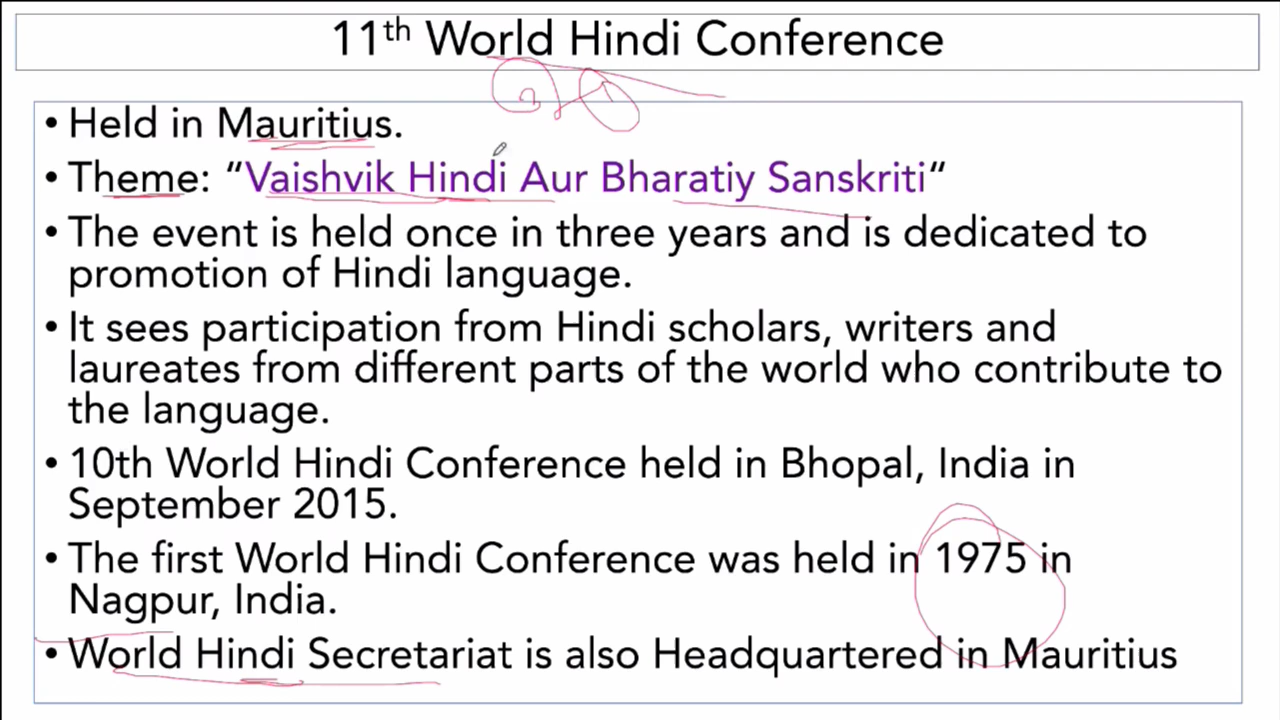 11th World Hindi Conference
• Held in Mauritius.
• Theme: “Vaishvik Hindi Aur Bharatiy Sanskriti“
• The event is held once in three years and is dedicated to
promotion of Hindi language.
• It sees participation from Hindi scholars, writers and
laureates from different parts of the world who contribute to
the language.
• 10th World Hindi Conference held in Bhopal, India in
September 2015.
• The first World Hindi Conference was held in 1975 in
Nagpur, India.
• World Hindi Secretariat is also Headquartered in Mauritius